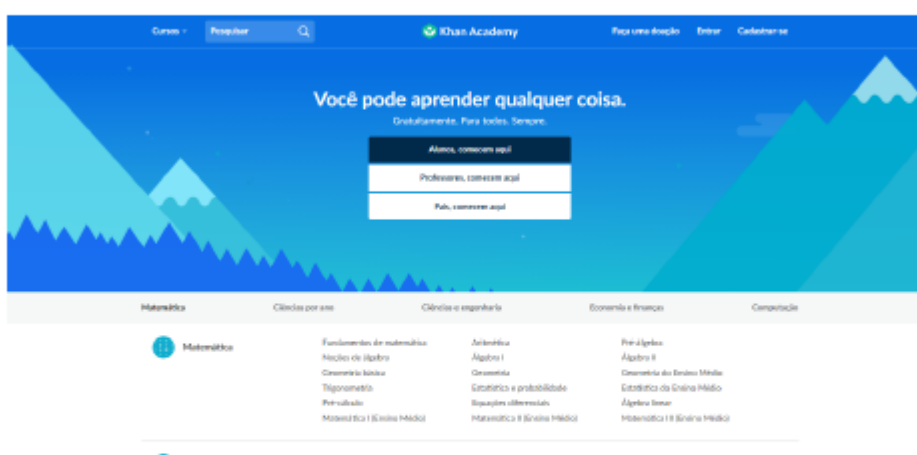 Cursos Pesquisar Khan Academy Faça uma doação Entrar Cadastrar-se
Você pode aprender qualquer coisa.
Gratuitamente. Para todos. Sempre.
Alunos, comecem aqui
Professores, comecem aqui
Pais, comecem aqui
Matemática Ciências por ano Ciências e engenharia Economia e finanças Computação
Matemática
Fundamentos de matemática Aritmética Pré-álgebra
Noções de álgebra Álgebra I Álgebra II
Geometria básica Geometria Geometria do Ensino Médio
Trigonometria Estatística e probabilidade Estatística do Ensino Médio
Pré-cálculo Equações diferenciais Álgebra linear
Matemática I (Ensino Médio) Matemática II (Ensino Médio) Matemática III (Ensino Médio)